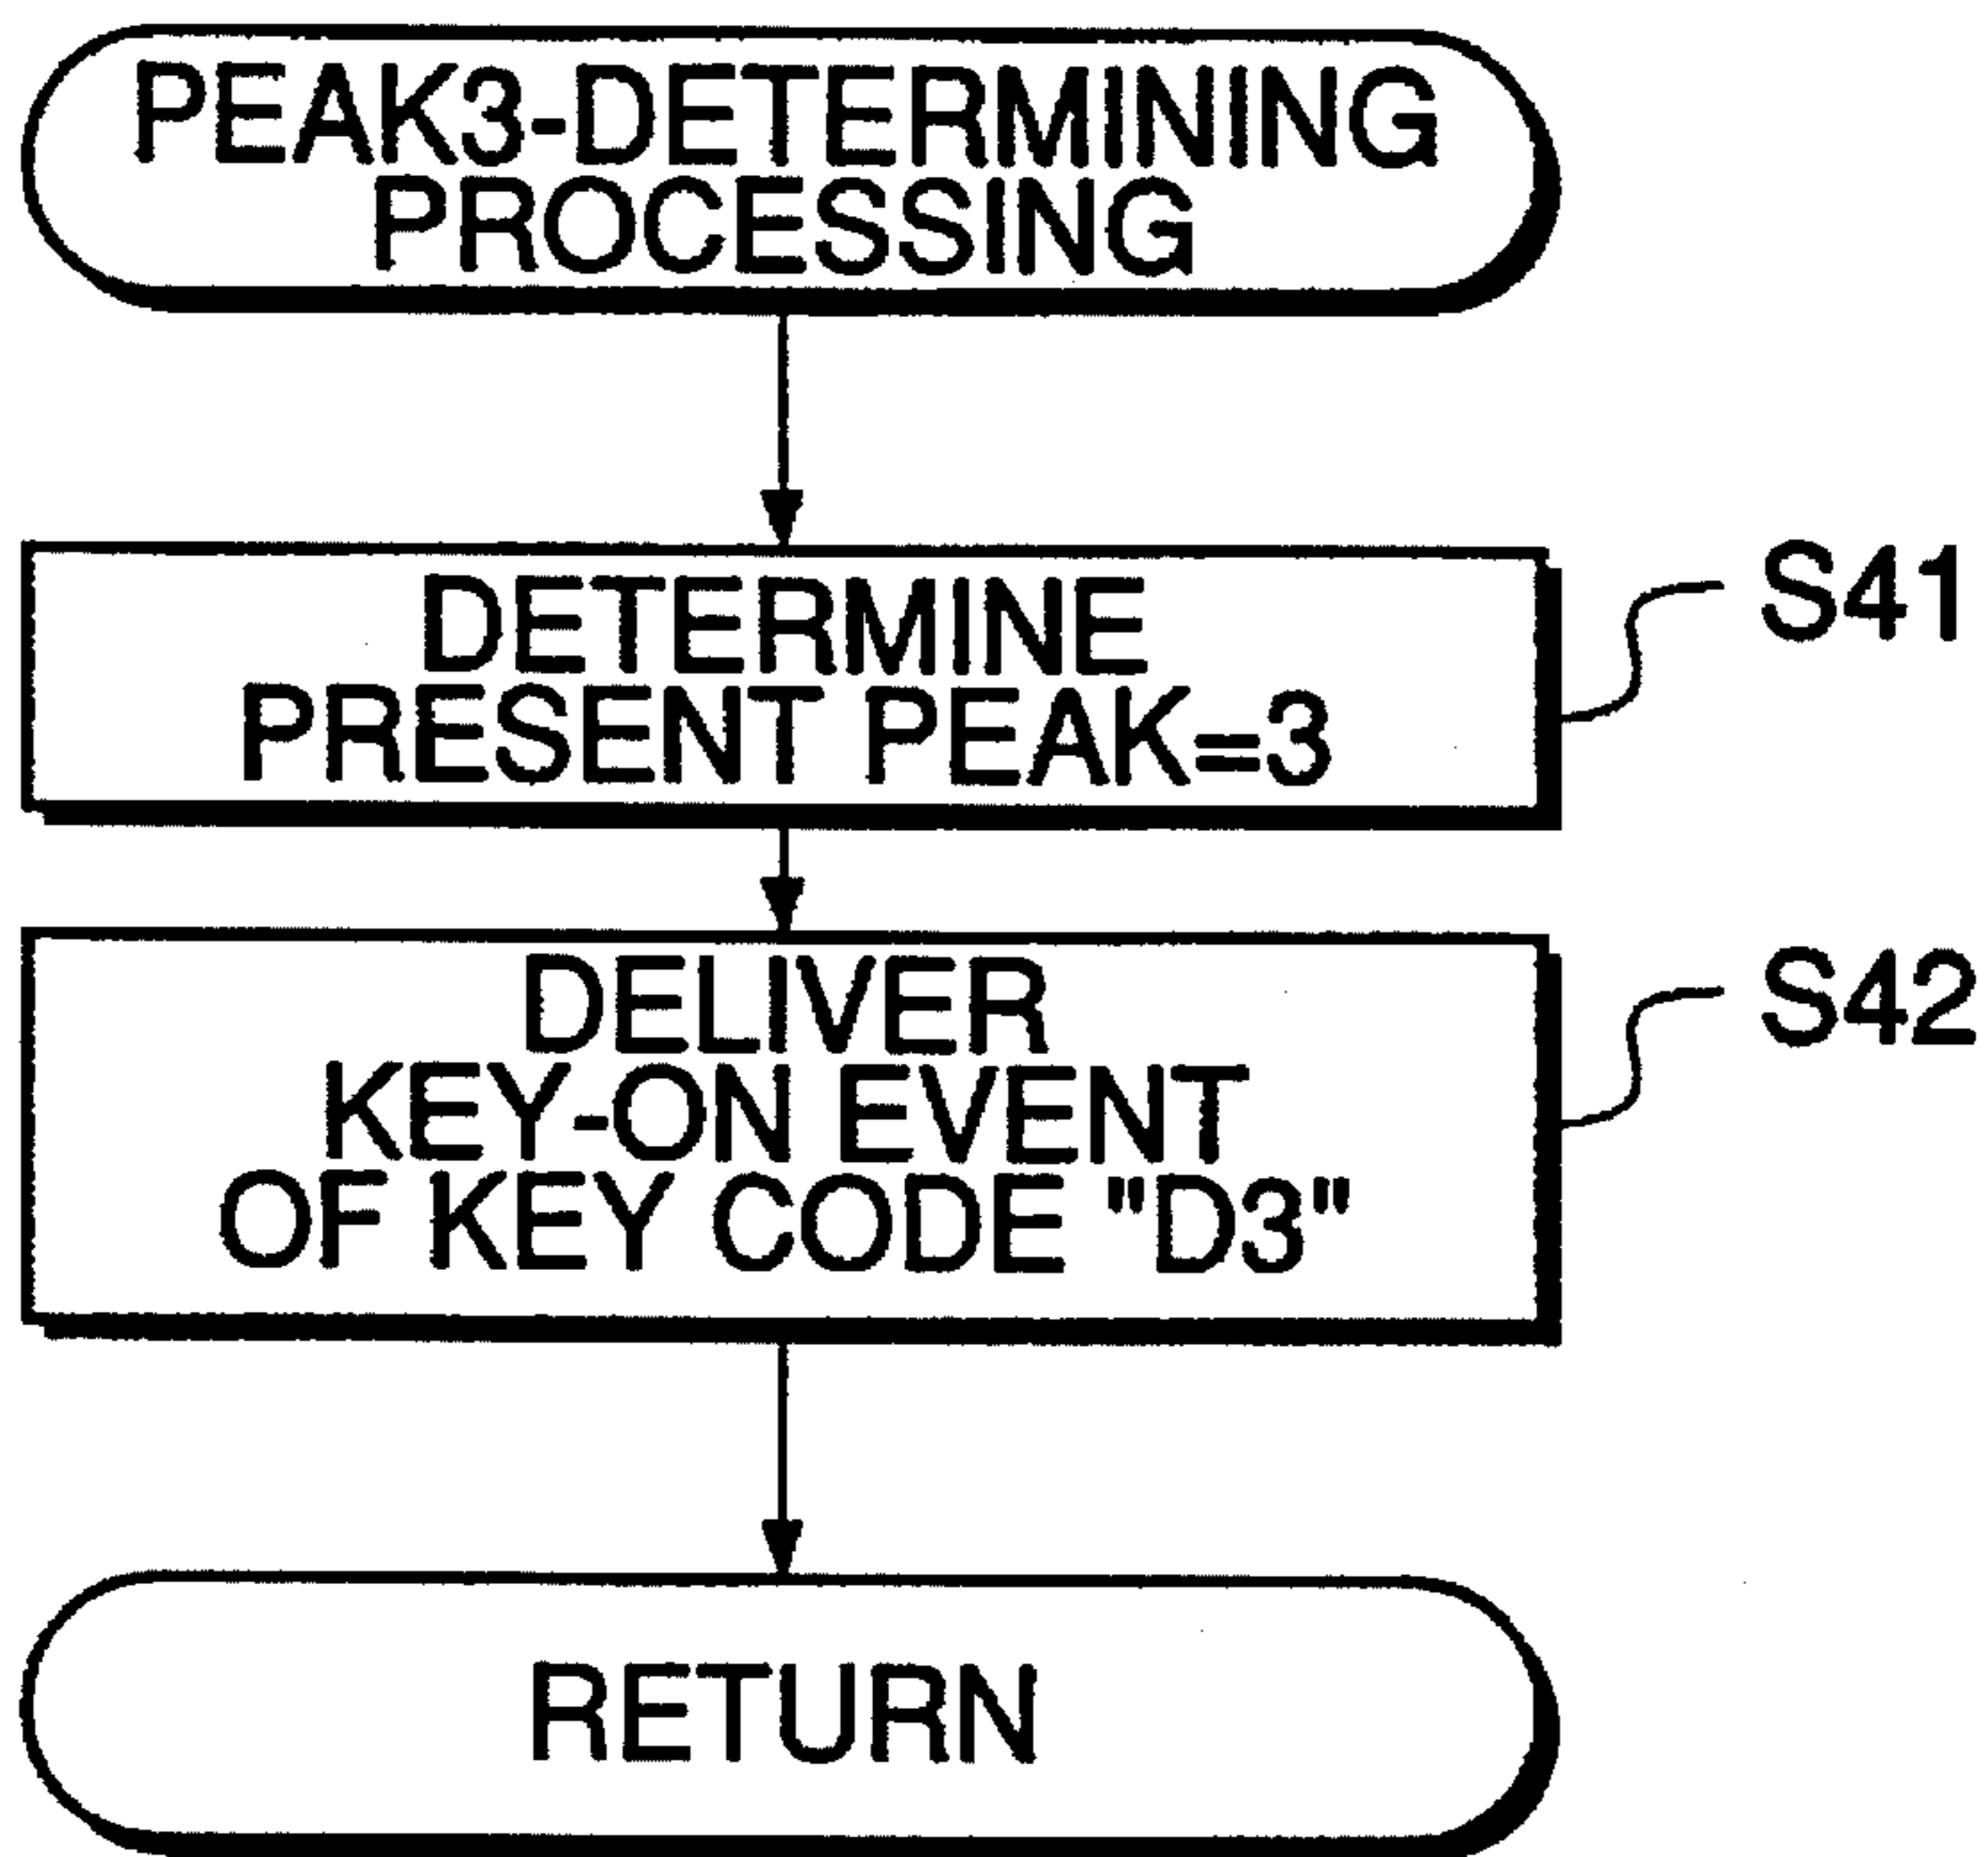 PEAK3-DETERMINING
PROCESSING
DETERMINE
PRESENT PEAK=3
S41
DELIVER
KEY-ON EVENT
OF KEY CODE "D3"
S42
RETURN